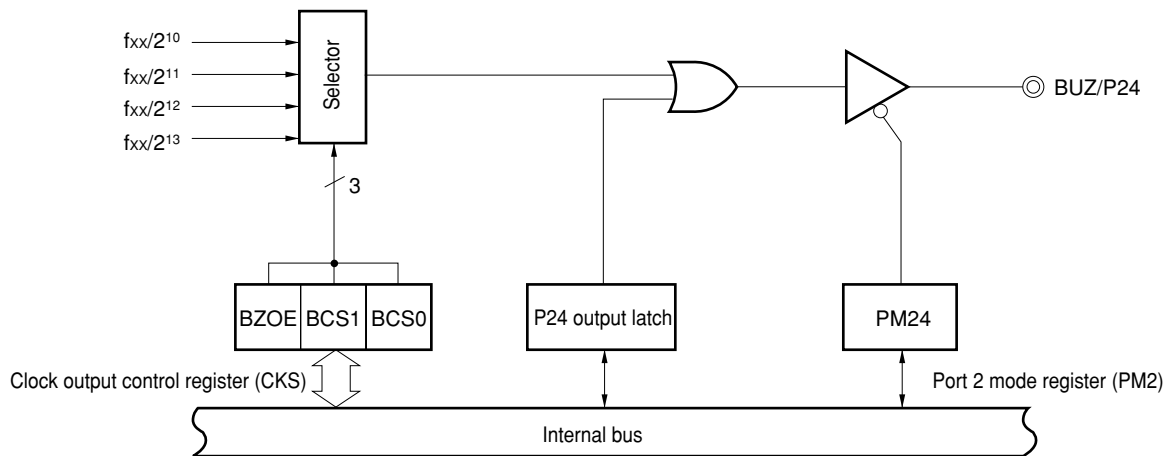 fxx/2¹⁰
fxx/2¹¹
fxx/2¹²
fxx/2¹³
Selector
BUZ/P24
3
BZOE BCS1 BCS0
P24 output latch
PM24
Clock output control register (CKS)
Port 2 mode register (PM2)
Internal bus